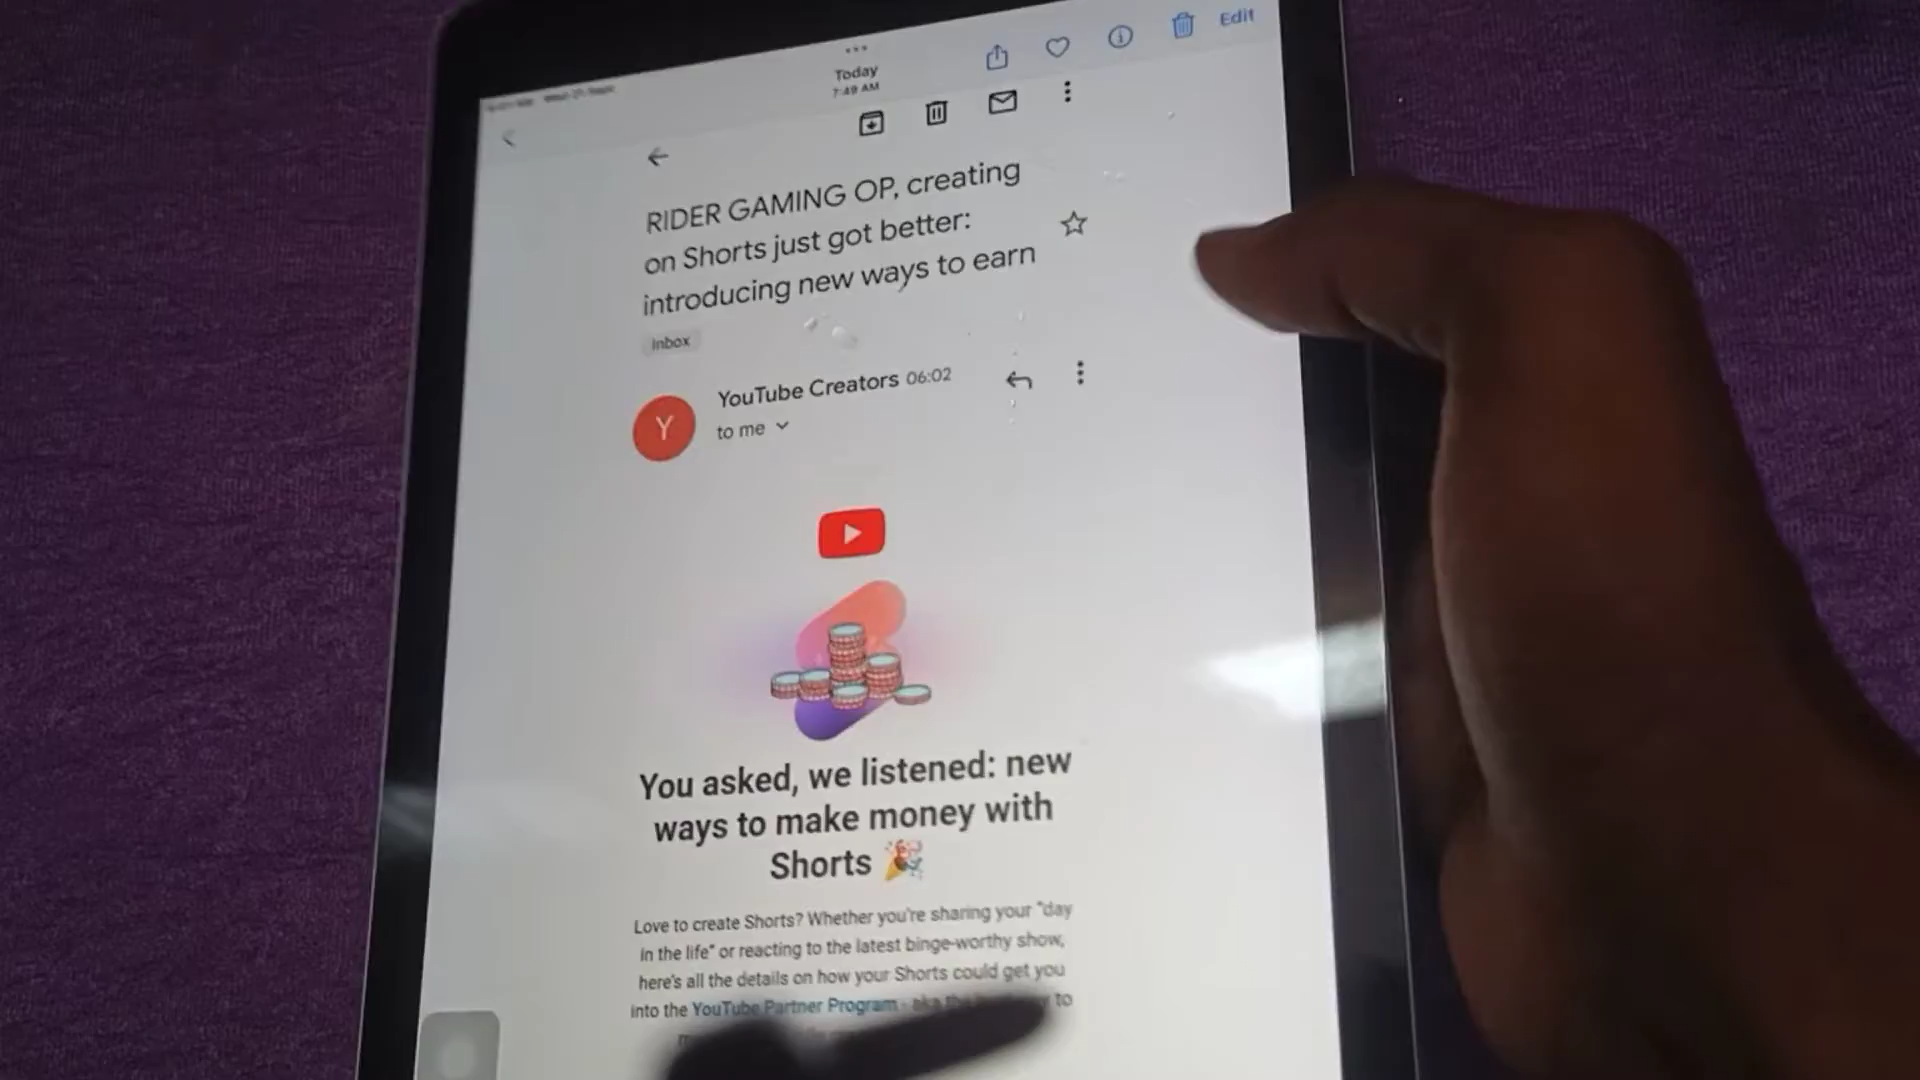 Today
7:49 AM
Edit
RIDER GAMING OP, creating
on Shorts just got better:
introducing new ways to earn
Inbox
YouTube Creators 06:02
Y
to me
You asked, we listened: new
ways to make money with
Shorts 🎉
Love to create Shorts? Whether you're sharing your "day
in the life" or reacting to the latest binge-worthy show,
here's all the details on how your Shorts could get you
into the YouTube Partner Program - aka the to